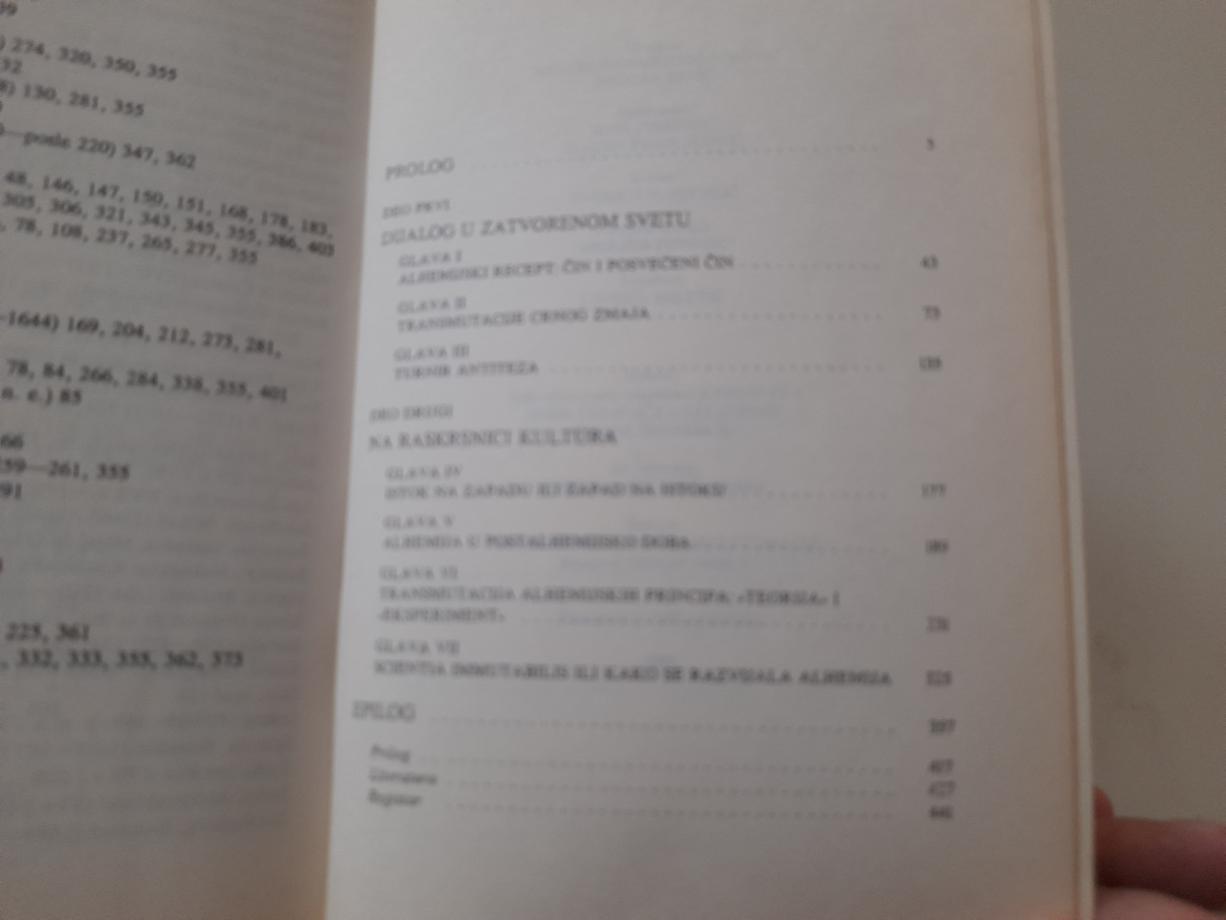 ) 274, 320, 350, 355
32
) 130, 281, 355
—posle 220) 347, 362
48, 146, 147, 150, 151, 168, 178, 183,
305, 306, 321, 343, 345, 355, 386, 403
, 78, 108, 237, 265, 277, 355
—1644) 169, 204, 212, 273, 281,
78, 84, 266, 284, 338, 355, 401
n. e.) 85
66
259—261, 355
91
225, 361
, 332, 333, 355, 362, 373
PROLOG
DEO PRVI
DIJALOG U ZATVORENOM SVETU
GLAVA I
ALHEMIJSKI RECEPT: ČIN I POSVEĆENI ČIN
GLAVA II
TRANSMUTACIJE CRNOG ZMAJA 73
GLAVA III
TURNIR ANTITEZA
DEO DRUGI
NA RASKRSNICI KULTURA
GLAVA IV
ISTOK NA ZAPADU ILI ZAPAD NA ISTOKU 177
GLAVA V
ALHEMIJA U POSTALHEMIJSKO DOBA
GLAVA VI
TRANSMUTACIJA ALHEMIJSKIH PRINCIPA: »TEORIJA« I
»EKSPERIMENT«
GLAVA VII
SCIENTIA IMMUTABILIS ILI KAKO SE RAZVIJALA ALHEMIJA
EPILOG
Prolog
Literatura 427
Registar